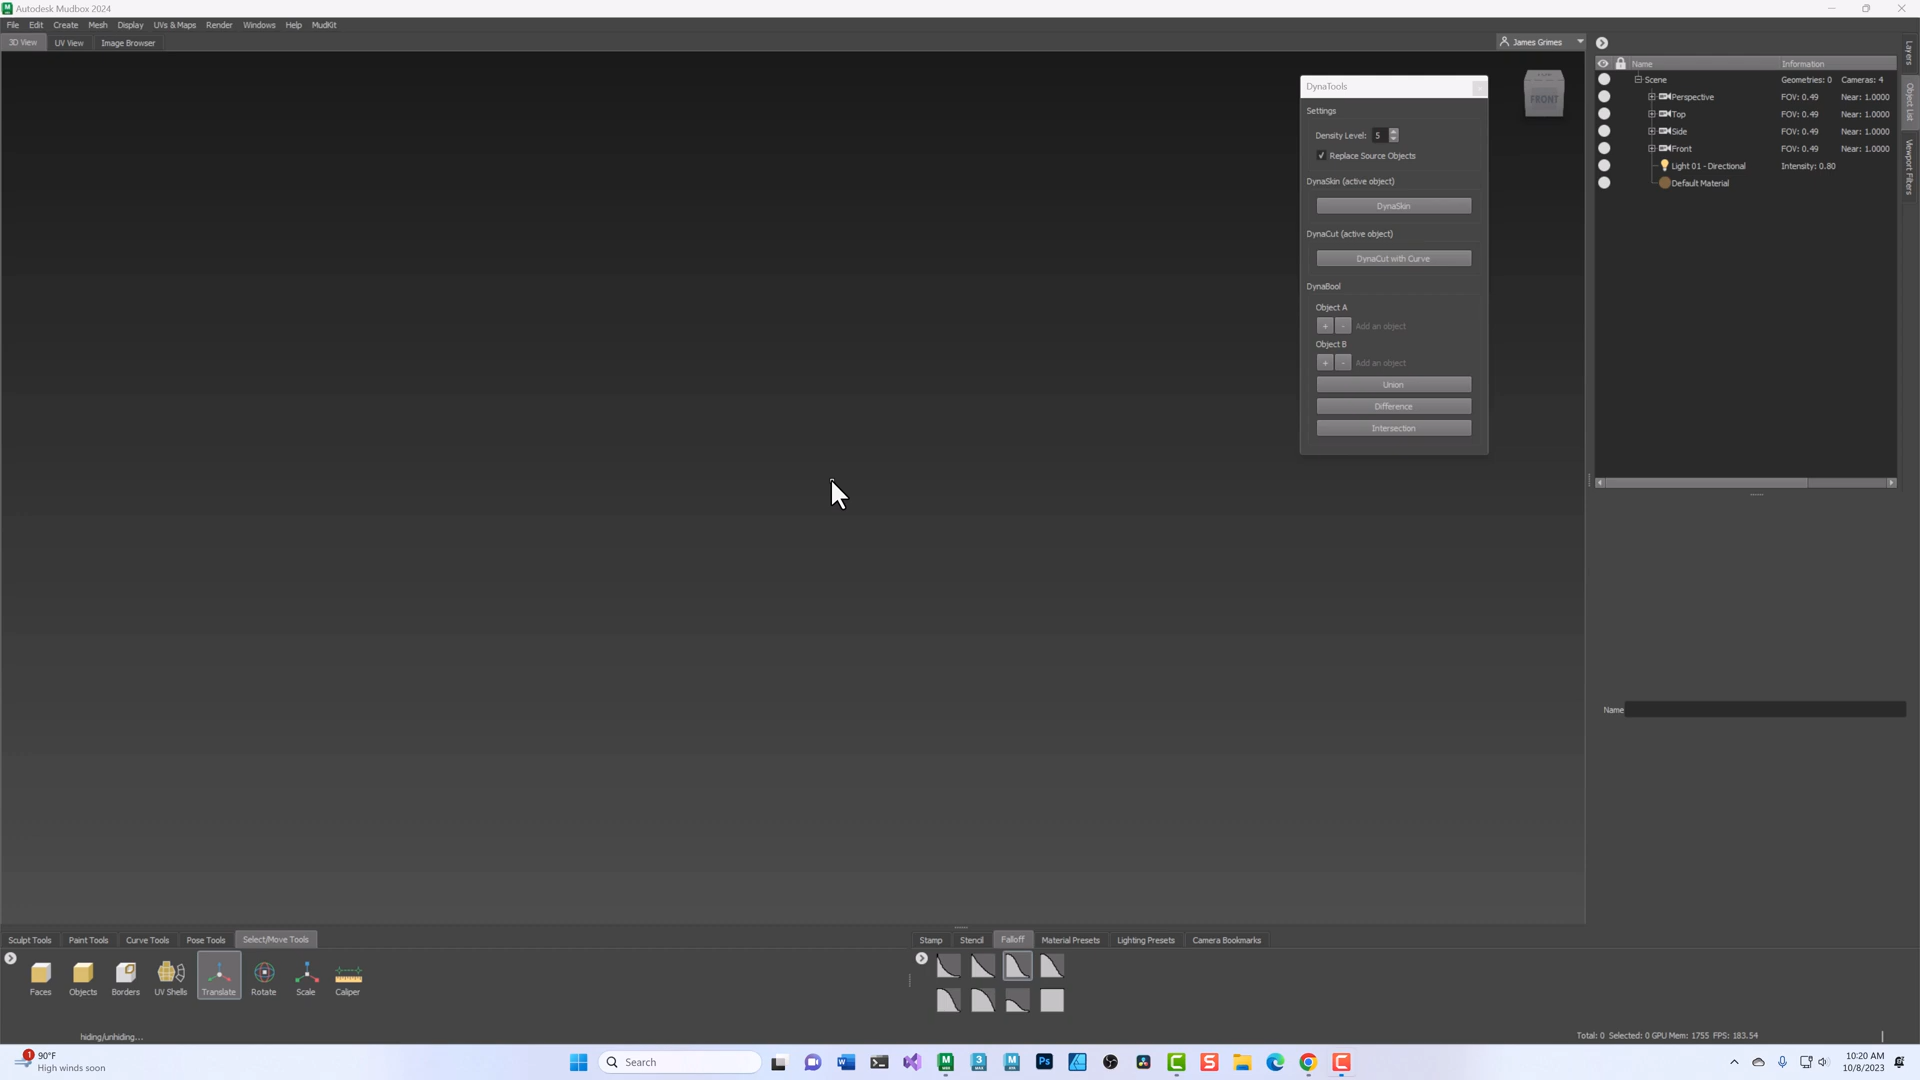 Autodesk Mudbox 2024
File Edit Create Mesh Display UVs & Maps Render Curves Windows Help MudKit
3D View UV View Image Browser
James Grimes
FRONT
DynaTools
Settings
Density Level: 5
Replace Source Objects
DynaSkin (active object)
DynaSkin
DynaCut (active object)
DynaCut with Curve
DynaBool
Object A
+ - Add an object
Object B
+ - Add an object
Union
Difference
Intersection
Name Information
Scene Geometries: 0 Cameras: 4
Perspective FOV: 0.49 Near: 1.0000
Top FOV: 0.49 Near: 1.0000
Side FOV: 0.49 Near: 1.0000
Front FOV: 0.49 Near: 1.0000
Light 01 - Directional Intensity: 0.80
Default Material
Layers
Object List
Viewport Filters
Name
Sculpt Tools Paint Tools Curve Tools Pose Tools Select/Move Tools
Faces Objects Borders UV Shells Translate Rotate Scale Caliper
Stamp Stencil Falloff Material Presets Lighting Presets Camera Bookmarks
hiding/unhiding...
Total: 0 Selected: 0 GPU Mem: 1755 FPS: 183.54
1
90°F
High winds soon
Search
10:20 AM
10/8/2023